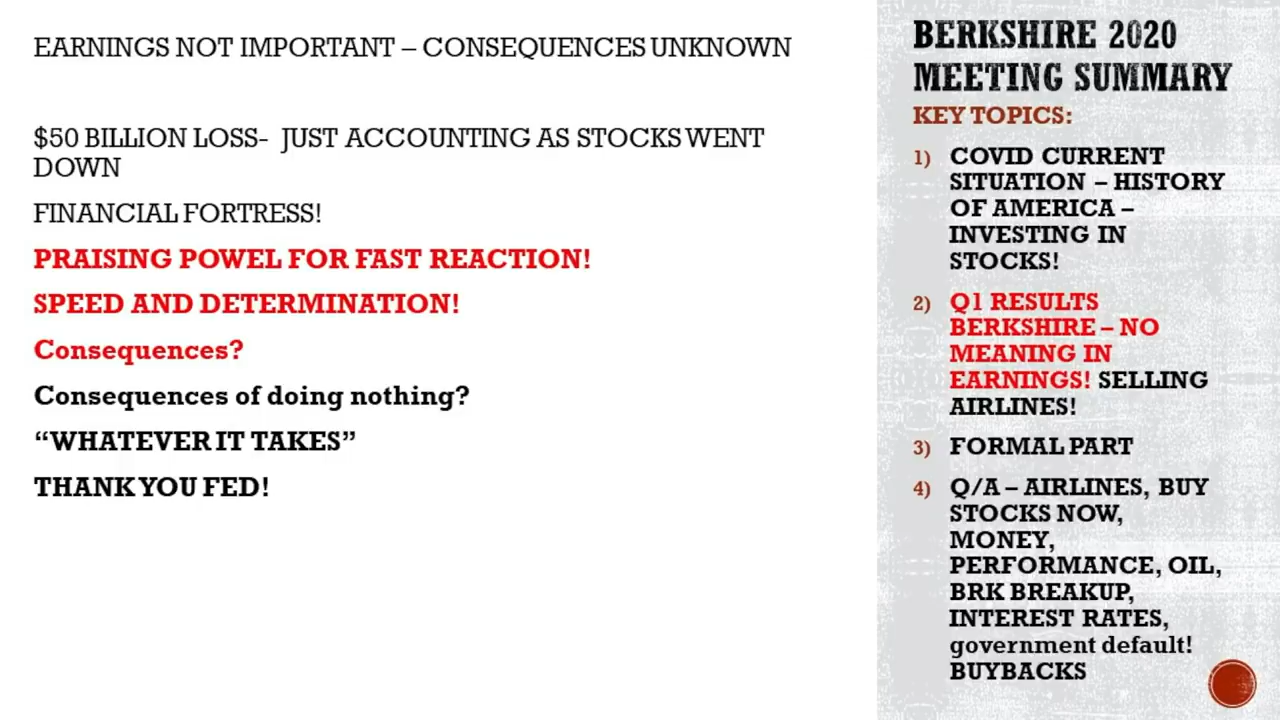 EARNINGS NOT IMPORTANT – CONSEQUENCES UNKNOWN
$50 BILLION LOSS- JUST ACCOUNTING AS STOCKS WENT
DOWN
FINANCIAL FORTRESS!
PRAISING POWEL FOR FAST REACTION!
SPEED AND DETERMINATION!
Consequences?
Consequences of doing nothing?
“WHATEVER IT TAKES”
THANK YOU FED!
BERKSHIRE 2020
MEETING SUMMARY
KEY TOPICS:
1) COVID CURRENT
SITUATION – HISTORY
OF AMERICA –
INVESTING IN
STOCKS!
2) Q1 RESULTS
BERKSHIRE – NO
MEANING IN
EARNINGS! SELLING
AIRLINES!
3) FORMAL PART
4) Q/A – AIRLINES, BUY
STOCKS NOW,
MONEY,
PERFORMANCE, OIL,
BRK BREAKUP,
INTEREST RATES,
government default!
BUYBACKS